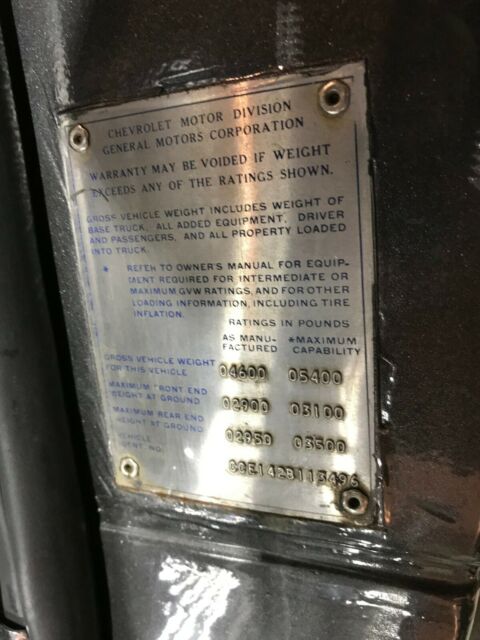 CHEVROLET MOTOR DIVISION
GENERAL MOTORS CORPORATION
WARRANTY MAY BE VOIDED IF WEIGHT
EXCEEDS ANY OF THE RATINGS SHOWN.
GROSS VEHICLE WEIGHT INCLUDES WEIGHT OF
BASE TRUCK, ALL ADDED EQUIPMENT, DRIVER
AND PASSENGERS, AND ALL PROPERTY LOADED
INTO TRUCK.
* REFER TO OWNER'S MANUAL FOR EQUIP-
MENT REQUIRED FOR INTERMEDIATE OR
MAXIMUM GVW RATINGS, AND FOR OTHER
LOADING INFORMATION, INCLUDING TIRE
INFLATION.
RATINGS IN POUNDS
AS MANU- *MAXIMUM
FACTURED CAPABILITY
GROSS VEHICLE WEIGHT
FOR THIS VEHICLE 04600 05400
MAXIMUM FRONT END
WEIGHT AT GROUND 02900 03100
MAXIMUM REAR END
WEIGHT AT GROUND 02950 03500
VEHICLE
IDENT. NO. CCE142B113496